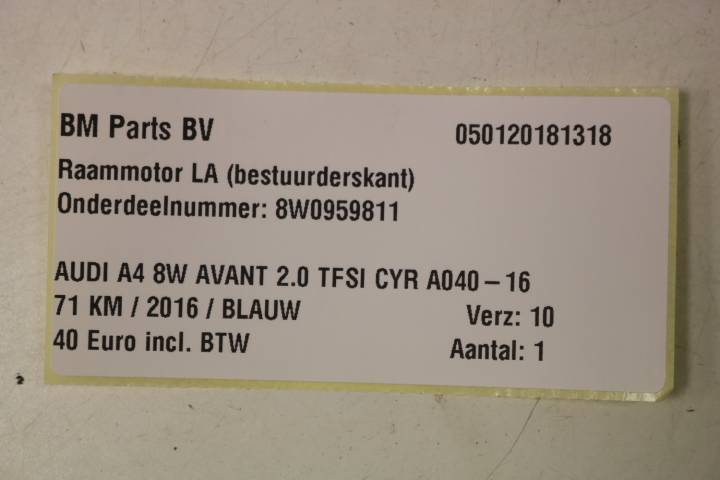 BM Parts BV 050120181318
Raammotor LA (bestuurderskant)
Onderdeelnummer: 8W0959811
AUDI A4 8W AVANT 2.0 TFSI CYR A040 – 16
71 KM / 2016 / BLAUW Verz: 10
40 Euro incl. BTW Aantal: 1